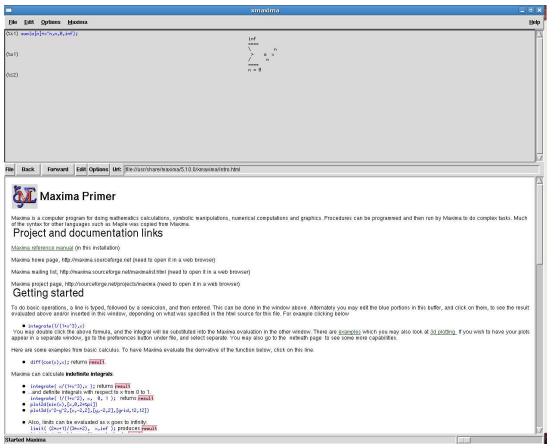 xmaxima
File Edit Options Maxima Help
(%i1) sum(a[n]*x^n,n,0,inf);
inf
====
\ n
(%o1) > a x
/ n
====
n = 0
(%i2)
File Back Forward Edit Options Url: file://usr/share/maxima/5.10.0/xmaxima/intro.html
Maxima Primer
Maxima is a computer program for doing mathematics calculations, symbolic manipulations, numerical computations and graphics. Procedures can be programmed and then run by Maxima to do complex tasks. Much
of the syntax for other languages such as Maple was copied from Maxima.
Project and documentation links
Maxima reference manual (in this installation)
Maxima home page, http://maxima.sourceforge.net (need to open it in a web browser)
Maxima mailing list, http://maxima.sourceforge.net/maximalist.html (need to open it in a web browser)
Maxima project page, http://sourceforge.net/projects/maxima (need to open it in a web browser)
Getting started
To do basic operations, a line is typed, followed by a semicolon, and then entered. This can be done in the window above. Alternately you may edit the blue portions in this buffer, and click on them, to see the result
evaluated above and/or inserted in this window, depending on what was specified in the html source for this file. For example clicking below
integrate(1/(1+x^3),x)
You may double click the above formula, and the integral will be substituted into the Maxima evaluation in the other window. There are examples which you may also look at 3d plotting. If you wish to have your plots
appear in a separate window, go to the preferences button under file, and select separate. You may also go to the netmath page to see more capabilities.
Here are some examples from basic calculus. To have Maxima evaluate the derivative of the function below, just click on this line.
diff(cos(x),x); returns result.
Maxima can calculate indefinite integrals:
integrate( x/(1+x^3),x ); returns result
...and definite integrals with respect to x from 0 to 1.
integrate( 1/(1+x^2), x, 0, 1 ); returns result
plot2d(sin(x),[x,0,2*%pi])
plot3d(x^2-y^2,[x,-2,2],[y,-2,2],[grid,12,12])
Also, limits can be evaluated as x goes to infinity:
limit( (2*x+1)/(3*x+2), x,inf ); produces result
Started Maxima